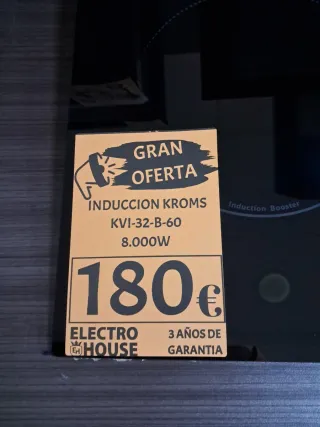 GRAN
OFERTA
INDUCCION KROMS
KVI-32-B-60
8.000W
180€
ELECTRO
HOUSE
3 AÑOS DE
GARANTIA
Induction Booster